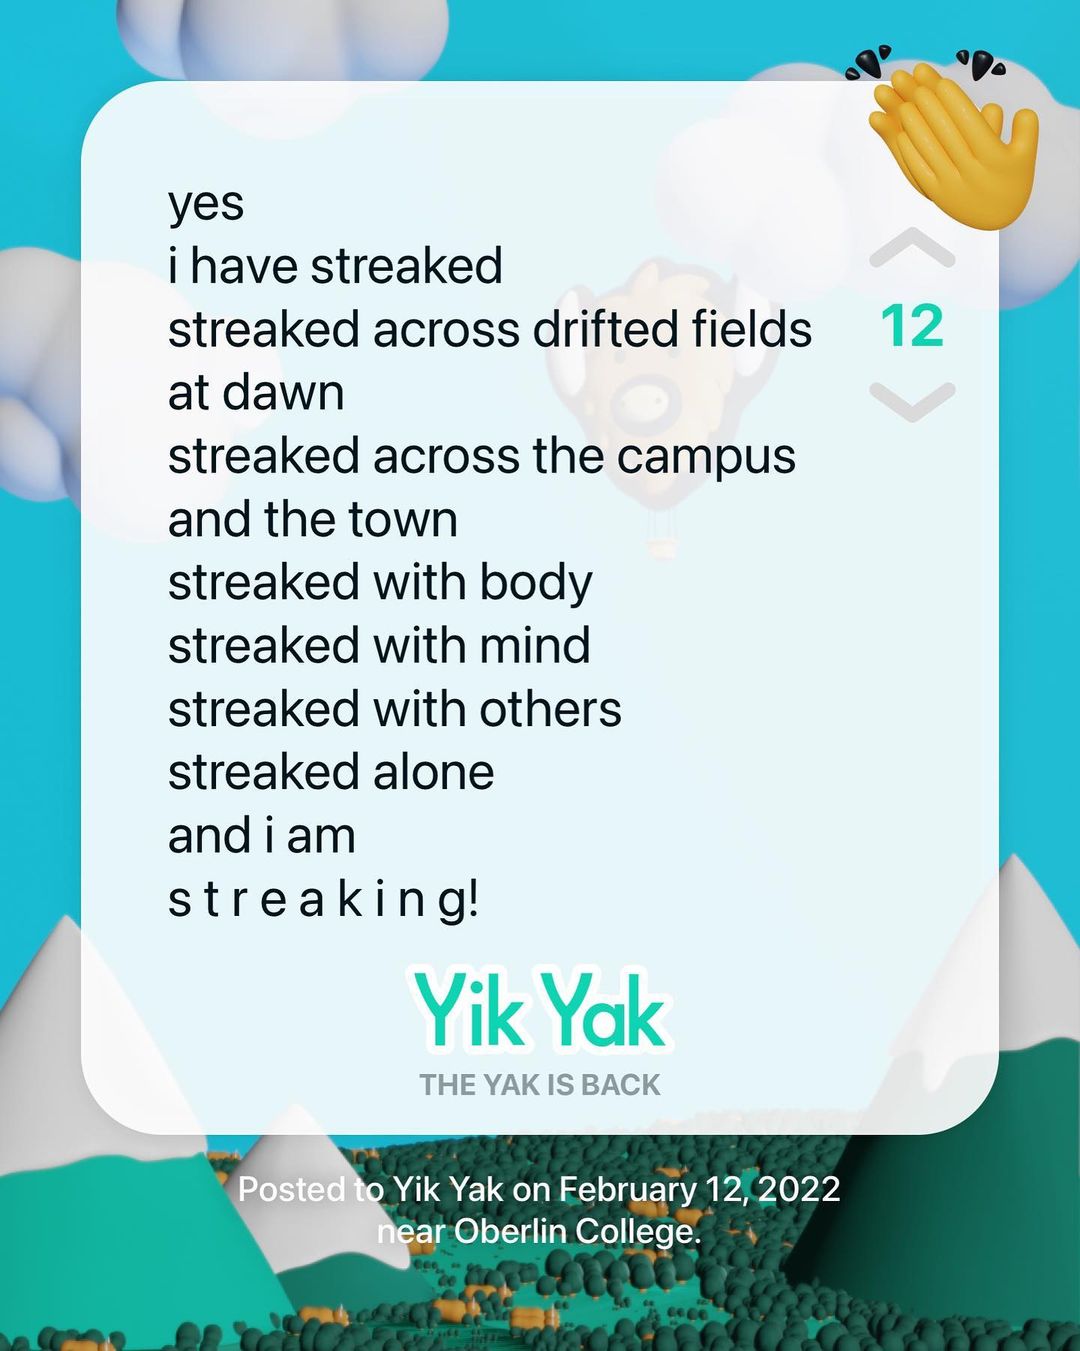 yes
i have streaked
streaked across drifted fields
at dawn
streaked across the campus
and the town
streaked with body
streaked with mind
streaked with others
streaked alone
and i am
s t r e a k i n g!
12
Yik Yak
THE YAK IS BACK
Posted to Yik Yak on February 12, 2022
near Oberlin College.